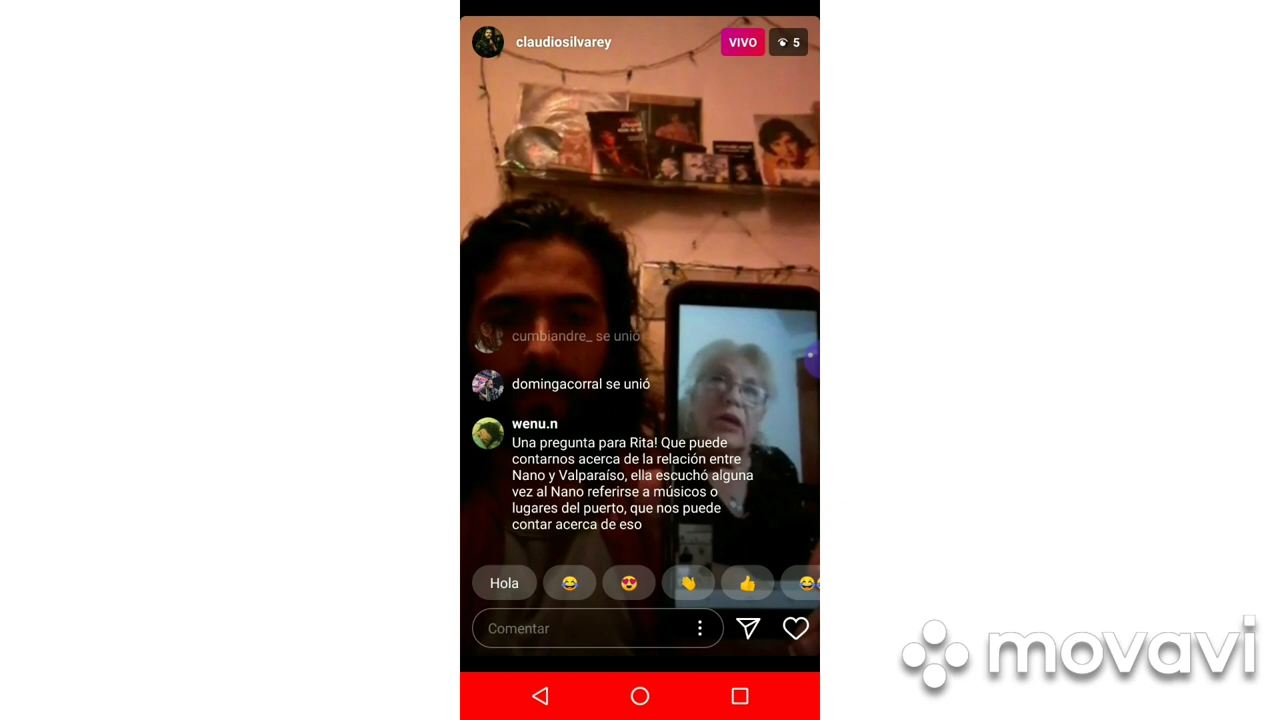 claudiosilvarey
VIVO
5
cumbiandre_ se unió
domingacorral se unió
wenu.n
Una pregunta para Rita! Que puede
contarnos acerca de la relación entre
Nano y Valparaíso, ella escuchó alguna
vez al Nano referirse a músicos o
lugares del puerto, que nos puede
contar acerca de eso
Hola
Comentar
movavi